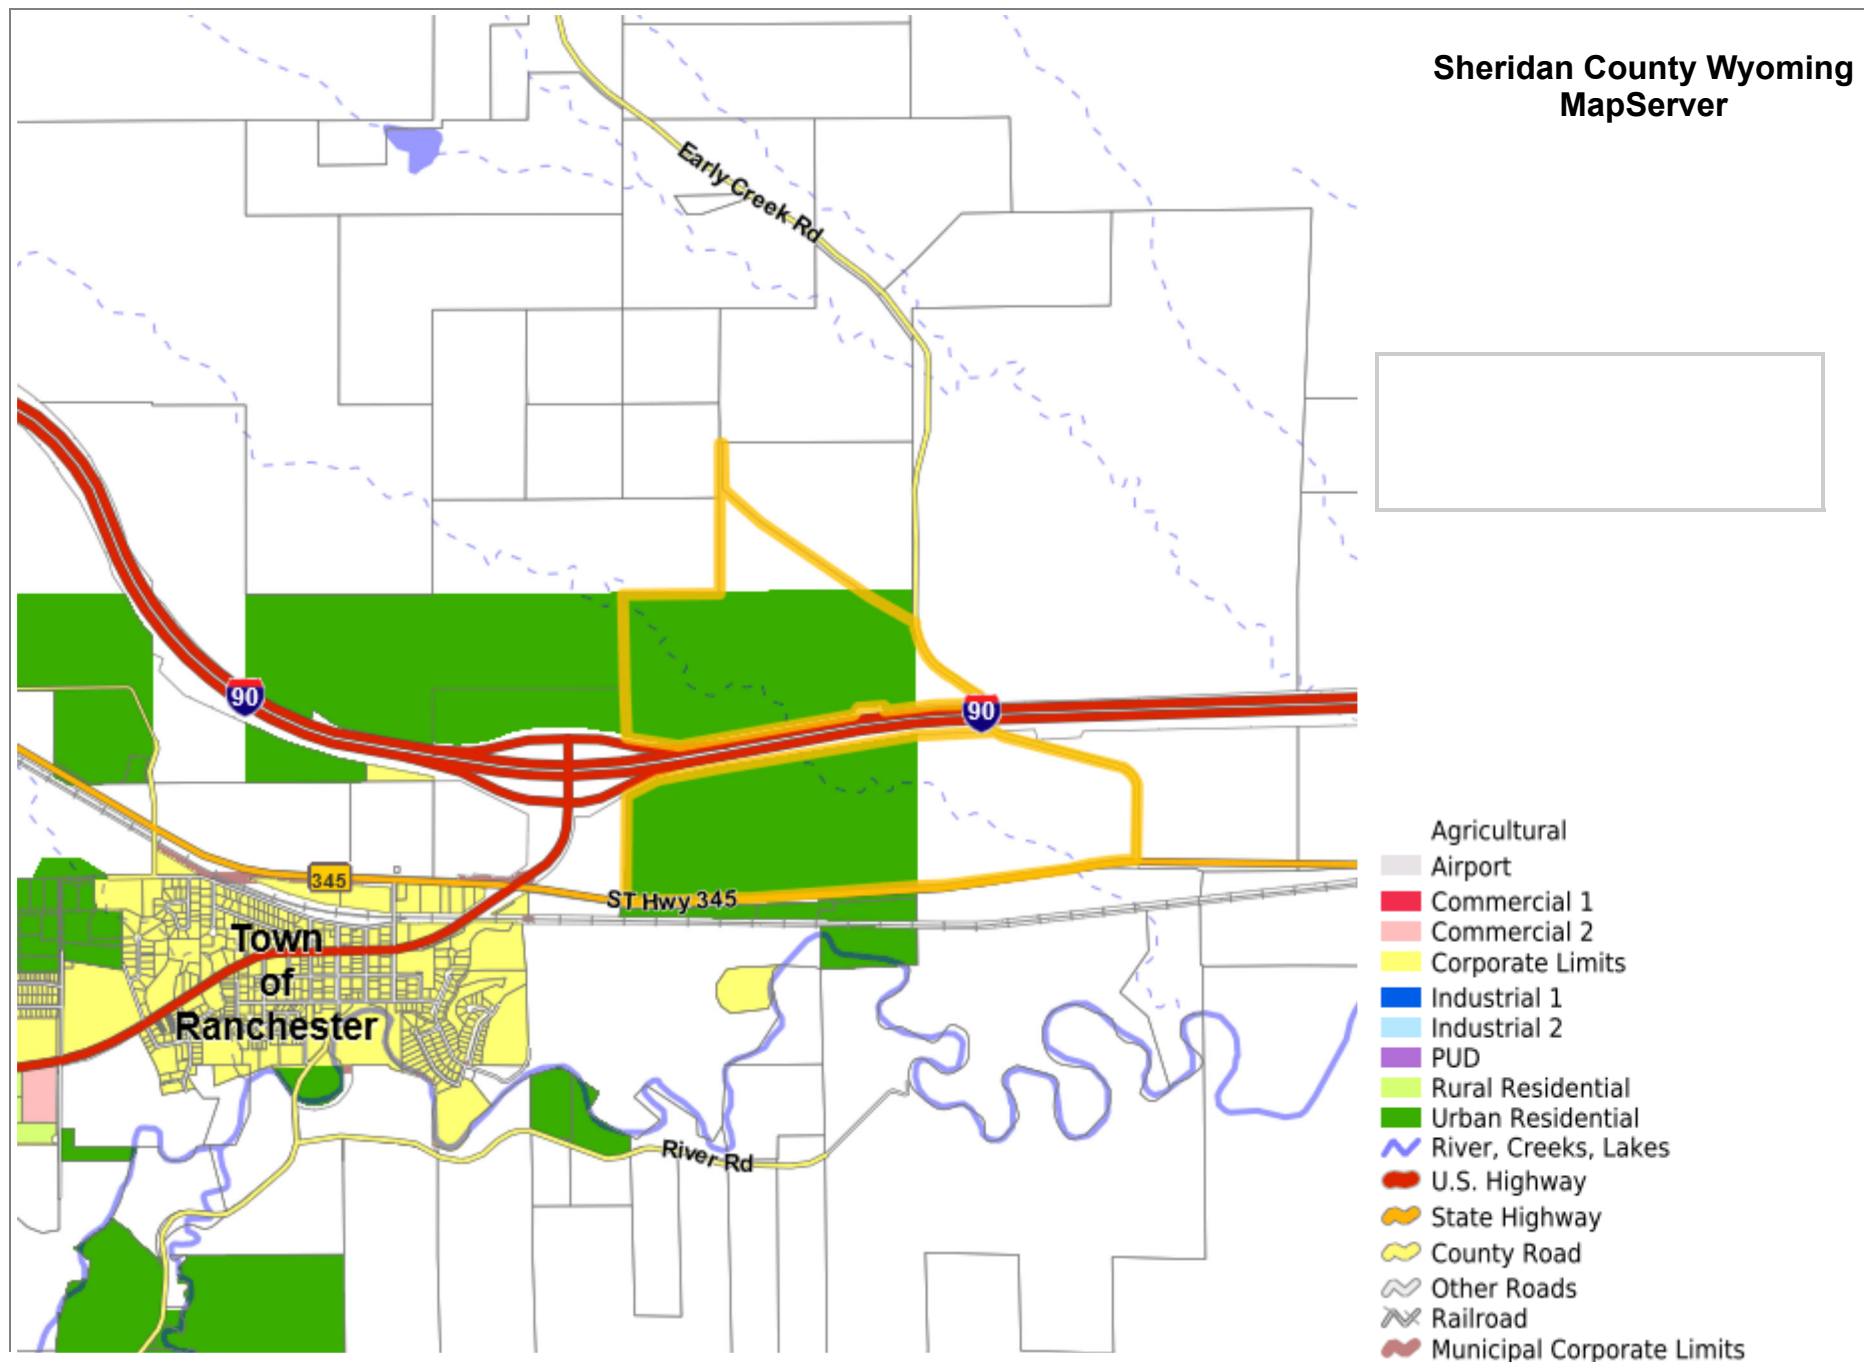 Sheridan County Wyoming
MapServer
Early Creek Rd
90
90
345
ST Hwy 345
Town
of
Ranchester
River Rd
Agricultural
Airport
Commercial 1
Commercial 2
Corporate Limits
Industrial 1
Industrial 2
PUD
Rural Residential
Urban Residential
River, Creeks, Lakes
U.S. Highway
State Highway
County Road
Other Roads
Railroad
Municipal Corporate Limits